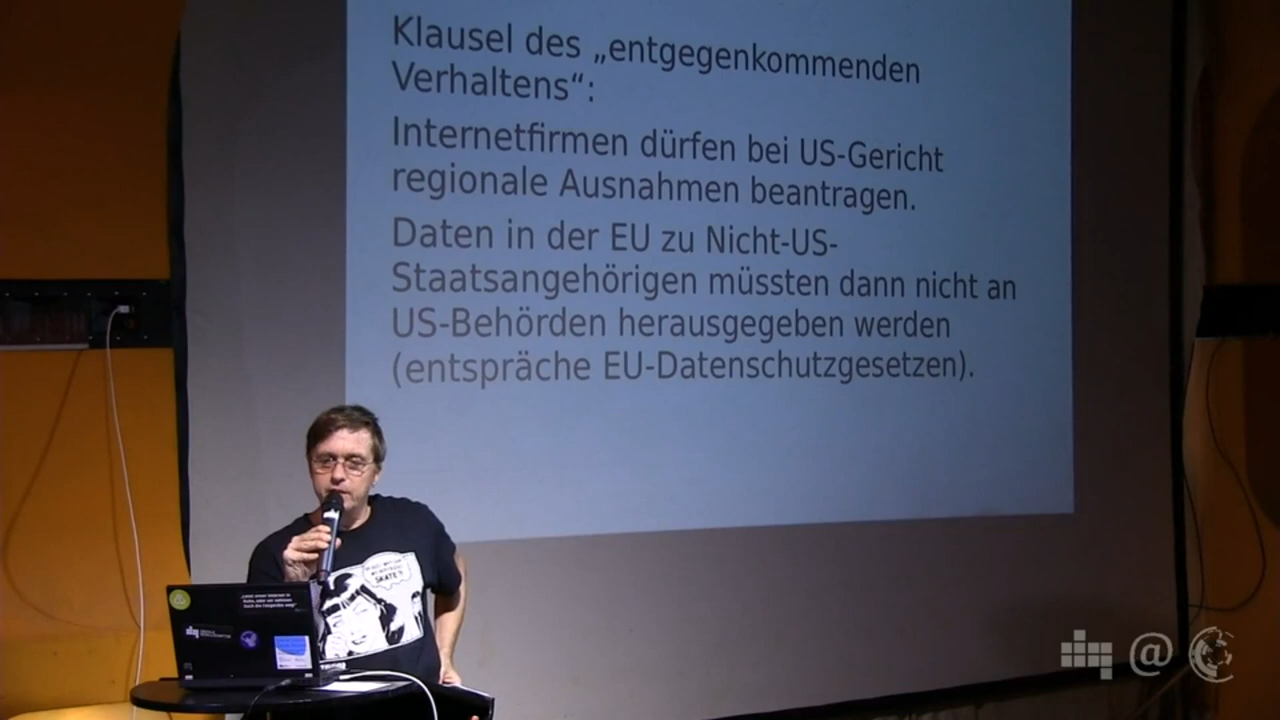 Klausel des „entgegenkommenden
Verhaltens“:
Internetfirmen dürfen bei US-Gericht
regionale Ausnahmen beantragen.
Daten in der EU zu Nicht-US-
Staatsangehörigen müssten dann nicht an
US-Behörden herausgegeben werden
(entspräche EU-Datenschutzgesetzen).
SKATE?!
@